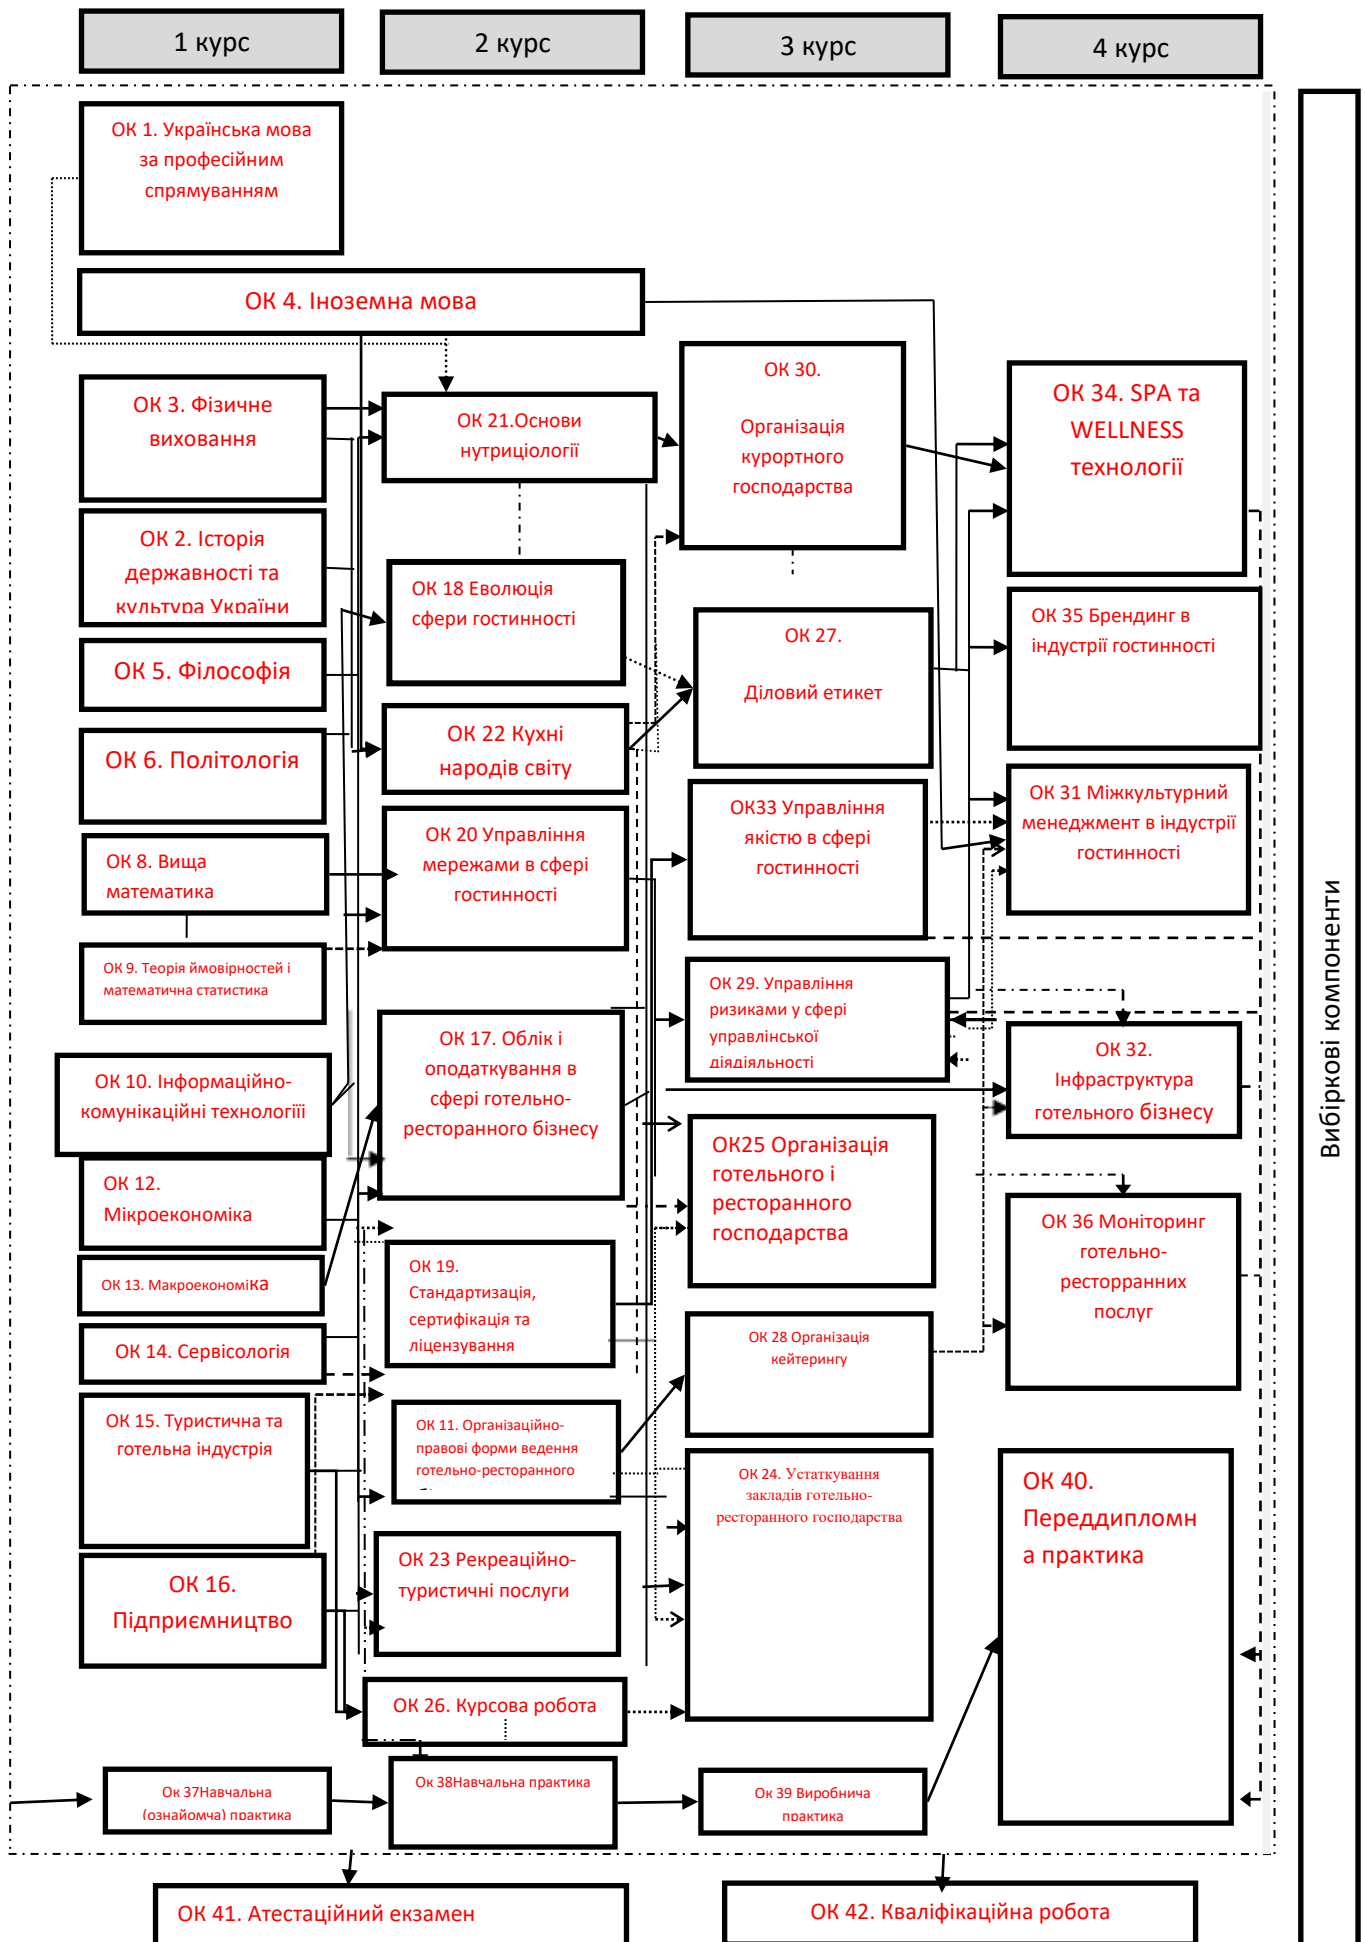 1 курс
2 курс
3 курс
4 курс
ОК 1. Українська мова
за професійним
спрямуванням
ОК 4. Іноземна мова
ОК 3. Фізичне
виховання
ОК 2. Історія
державності та
культура України
ОК 5. Філософія
ОК 6. Політологія
ОК 8. Вища
математика
ОК 9. Теорія ймовірностей і
математична статистика
ОК 10. Інформаційно-
комунікаційні технологіїї
ОК 12.
Мікроекономіка
ОК 13. Макроекономіка
ОК 14. Сервісологія
ОК 15. Туристична та
готельна індустрія
ОК 16.
Підприємництво
Ок 37Навчальна
(ознайомча) практика
ОК 21.Основи
нутриціології
ОК 18 Еволюція
сфери гостинності
ОК 22 Кухні
народів світу
ОК 20 Управління
мережами в сфері
гостинності
ОК 17. Облік і
оподаткування в
сфері готельно-
ресторанного бізнесу
ОК 19.
Стандартизація,
сертифікація та
ліцензування
ОК 11. Організаційно-
правові форми ведення
готельно-ресторанного
ОК 23 Рекреаційно-
туристичні послуги
ОК 26. Курсова робота
Ок 38Навчальна практика
ОК 30.
Організація
курортного
господарства
ОК 27.
Діловий етикет
ОК33 Управління
якістю в сфері
гостинності
ОК 29. Управління
ризиками у сфері
управлінської
діядіяльності
ОК25 Організація
готельного і
ресторанного
господарства
ОК 28 Організація
кейтерингу
ОК 24. Устаткування
закладів готельно-
ресторанного господарства
Ок 39 Виробнича
практика
ОК 34. SPA та
WELLNESS
технології
ОК 35 Брендинг в
індустрії гостинності
ОК 31 Міжкультурний
менеджмент в індустрії
гостинності
ОК 32.
Інфраструктура
готельного бізнесу
ОК 36 Моніторинг
готельно-
ресторранних
послуг
ОК 40.
Переддипломн
а практика
Вибіркові компоненти
ОК 41. Атестаційний екзамен
ОК 42. Кваліфікаційна робота